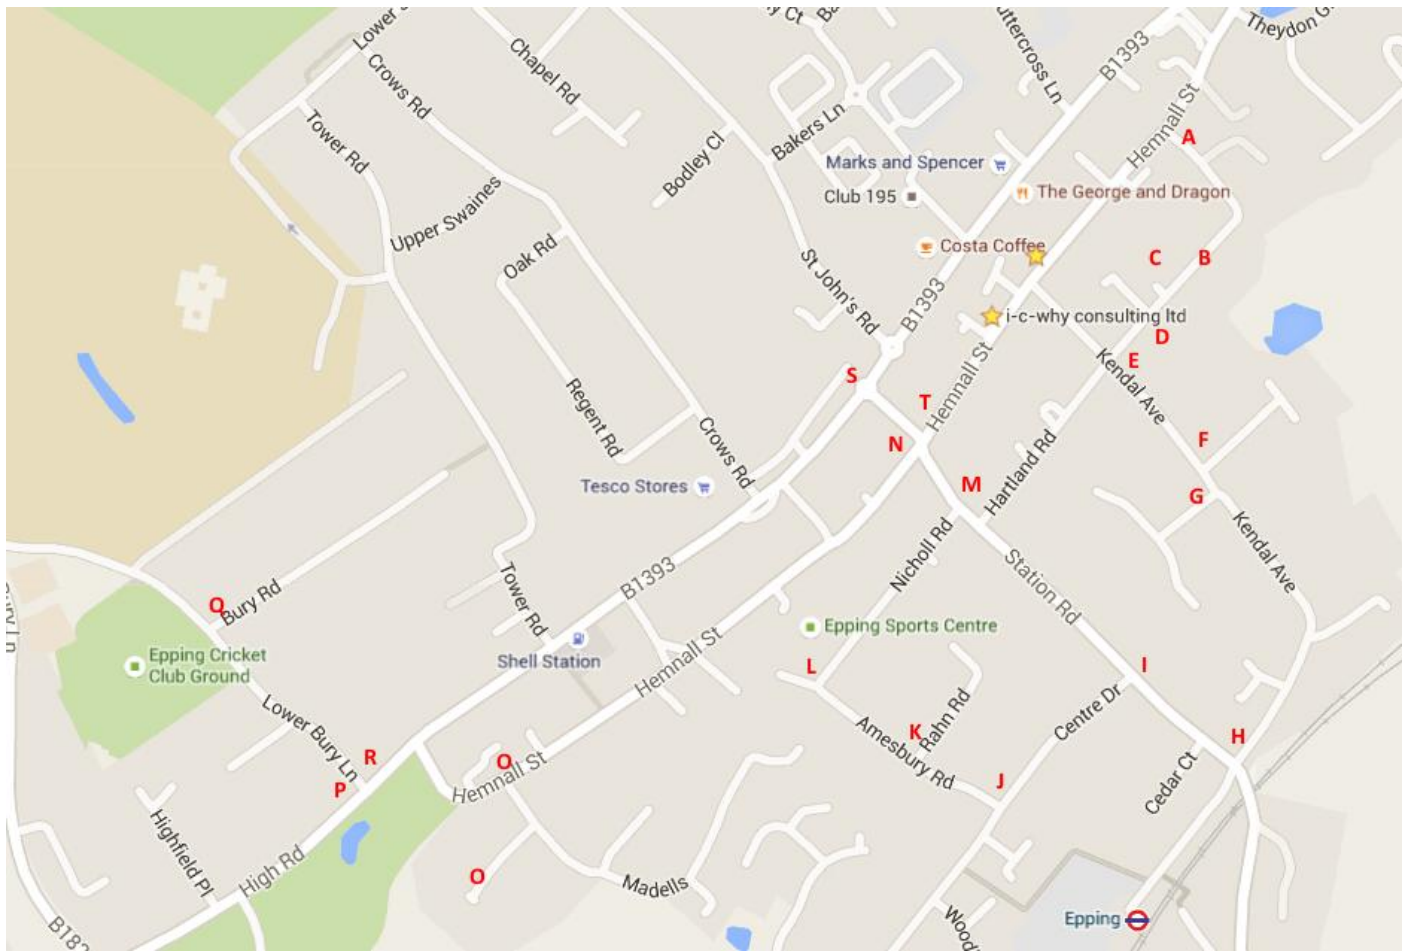 Lower
Chapel Rd
Crows Rd
Tower Rd
Upper Swaines
Oak Rd
Bodley Cl
Bakers Ln
B1393
Theydon
Hemnall St
A
Marks and Spencer
Club 195
The George and Dragon
Costa Coffee
C
B
St John's Rd
B1393
i-c-why consulting ltd
D
E
S
Kendal Ave
T
Hemnall St
Regent Rd
Crows Rd
N
F
Tesco Stores
M
Hartland Rd
G
Nicholl Rd
Kendal Ave
Station Rd
B1393
Tower Rd
Q
Bury Rd
Epping Sports Centre
Shell Station
Epping Cricket
Club Ground
Hemnall St
L
I
Lower Bury Ln
Amesbury Rd
K
Rahn Rd
Centre Dr
H
R
P
O
Hemnall St
J
Cedar Ct
Highfield Pl
High Rd
O
Madells
Epping